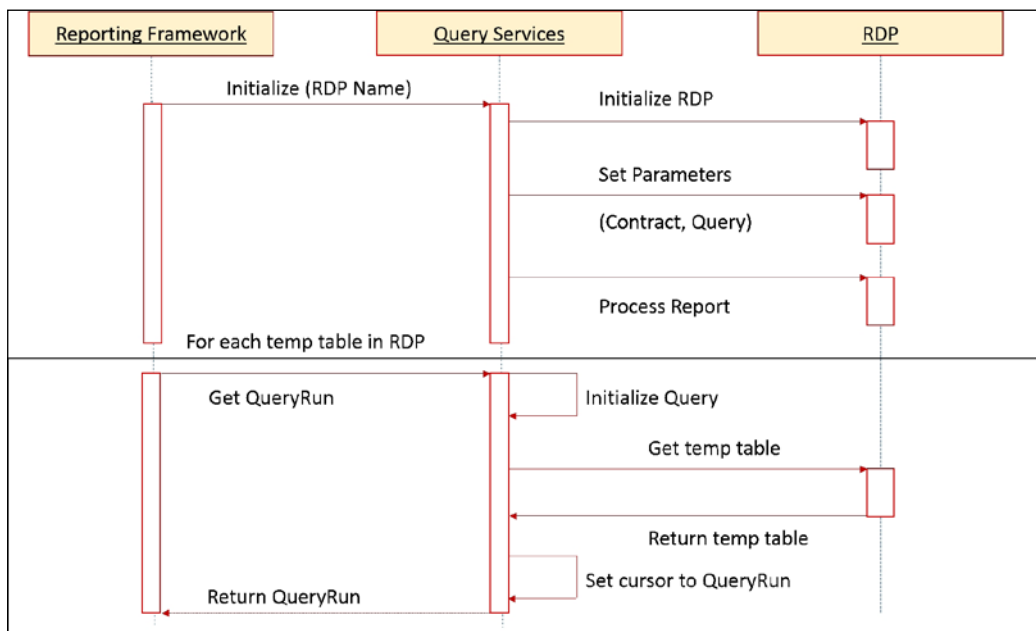 Reporting Framework
Query Services
RDP
Initialize (RDP Name)
Initialize RDP
Set Parameters
(Contract, Query)
Process Report
For each temp table in RDP
Get QueryRun
Initialize Query
Get temp table
Return temp table
Set cursor to QueryRun
Return QueryRun